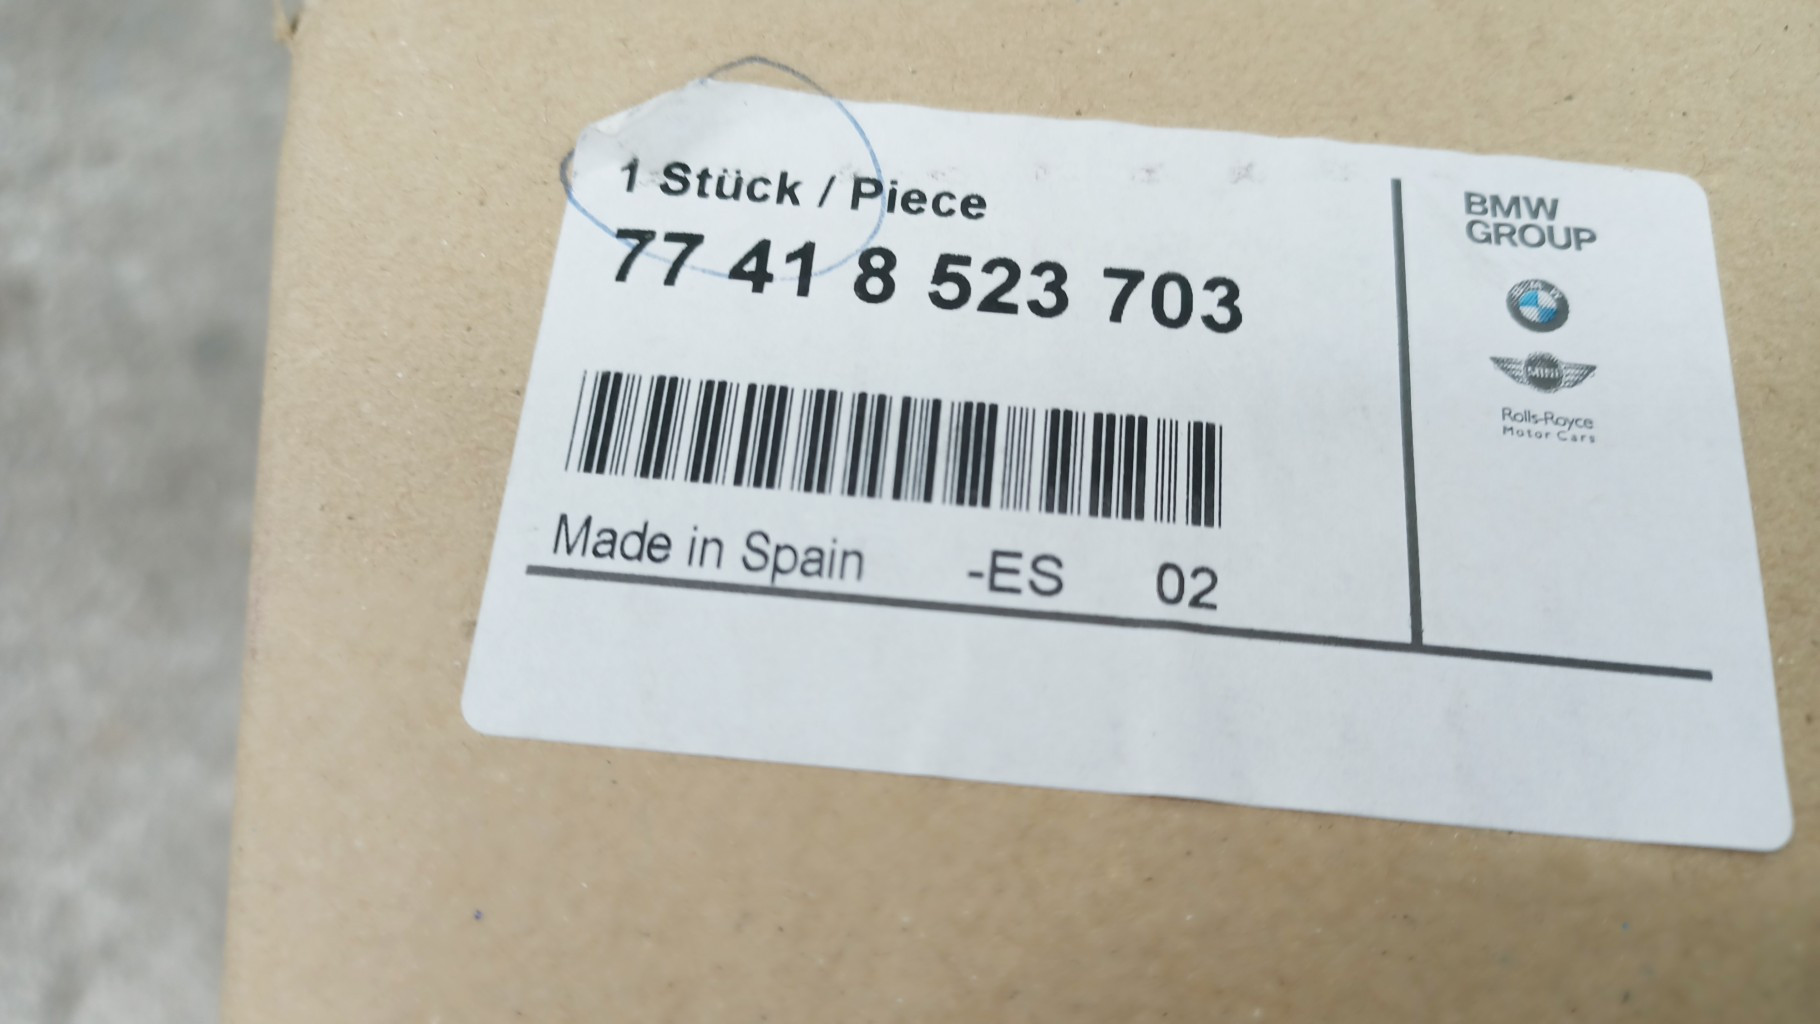 1 Stück / Piece
77 41 8 523 703
Made in Spain -ES 02
BMW
GROUP
MINI
Rolls-Royce
Motor Cars